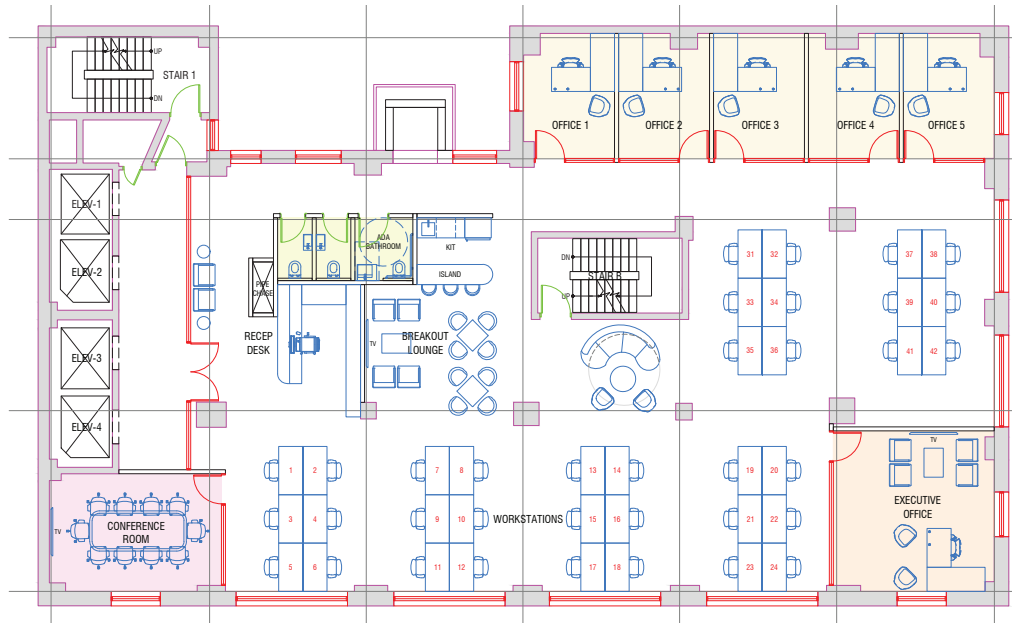 UP
STAIR 1
DN
OFFICE 1
OFFICE 2
OFFICE 3
OFFICE 4
OFFICE 5
ELEV-1
ELEV-2
ELEV-3
ELEV-4
ADA
BATHROOM
KIT
ISLAND
PIPE
CHASE
RECEP
DESK
TV
BREAKOUT
LOUNGE
DN
UP
31 32
33 34
35 36
37 38
39 40
41 42
1 2
3 4
5 6
7 8
9 10
11 12
WORKSTATIONS
13 14
15 16
17 18
19 20
21 22
23 24
TV
CONFERENCE
ROOM
TV
EXECUTIVE
OFFICE